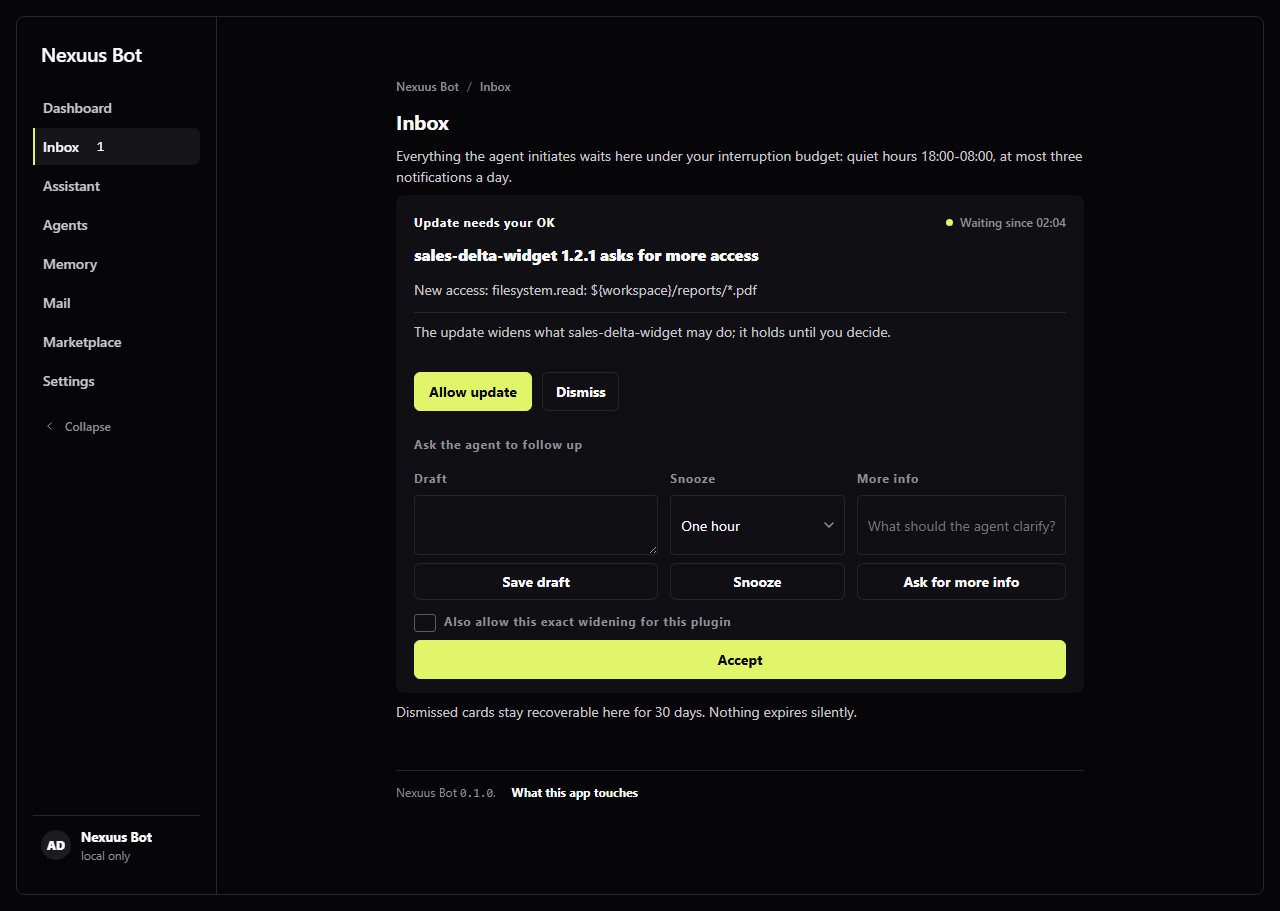 Nexuus Bot
Dashboard
Inbox 1
Assistant
Agents
Memory
Mail
Marketplace
Settings
Collapse
AD
Nexuus Bot
local only
Nexuus Bot / Inbox
Inbox
Everything the agent initiates waits here under your interruption budget: quiet hours 18:00-08:00, at most three
notifications a day.
Update needs your OK
Waiting since 02:04
sales-delta-widget 1.2.1 asks for more access
New access: filesystem.read: ${workspace}/reports/*.pdf
The update widens what sales-delta-widget may do; it holds until you decide.
Allow update
Dismiss
Ask the agent to follow up
Draft
Snooze
More info
One hour
What should the agent clarify?
Save draft
Snooze
Ask for more info
Also allow this exact widening for this plugin
Accept
Dismissed cards stay recoverable here for 30 days. Nothing expires silently.
Nexuus Bot 0.1.0. What this app touches